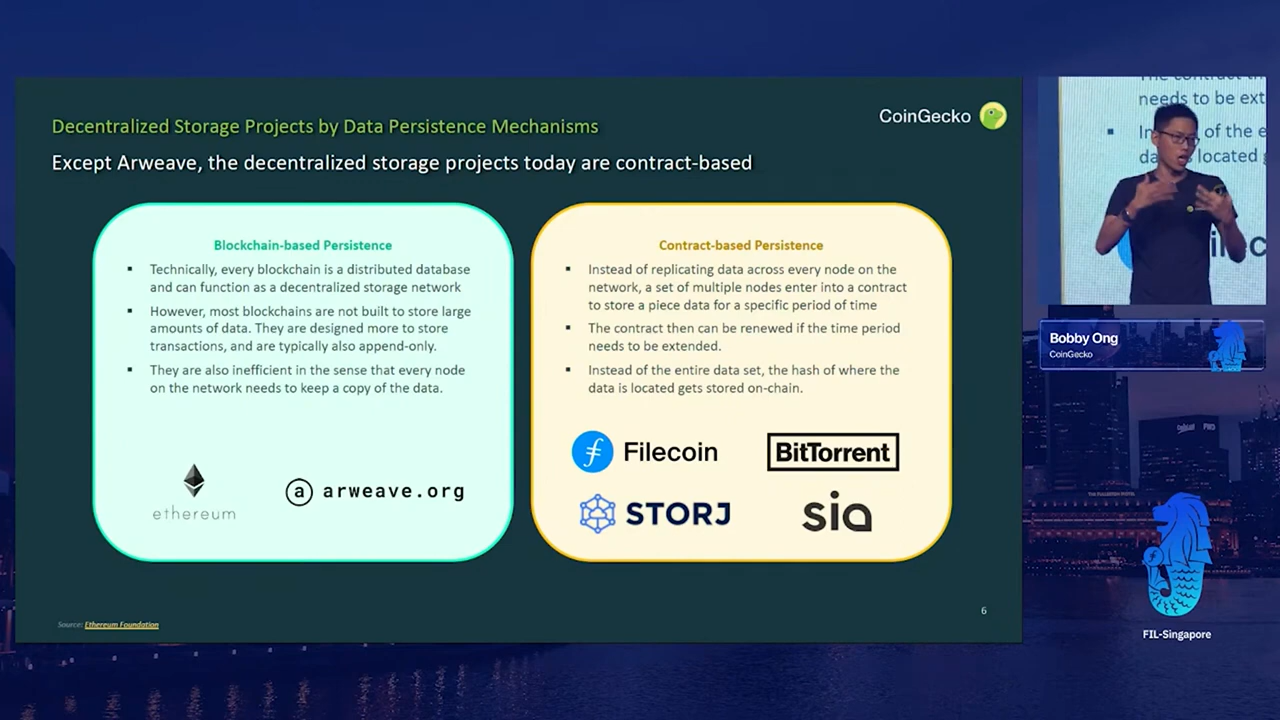 Decentralized Storage Projects by Data Persistence Mechanisms
CoinGecko
Except Arweave, the decentralized storage projects today are contract-based
Blockchain-based Persistence
▪ Technically, every blockchain is a distributed database
and can function as a decentralized storage network
▪ However, most blockchains are not built to store large
amounts of data. They are designed more to store
transactions, and are typically also append-only.
▪ They are also inefficient in the sense that every node
on the network needs to keep a copy of the data.
ethereum
a arweave.org
Contract-based Persistence
▪ Instead of replicating data across every node on the
network, a set of multiple nodes enter into a contract
to store a piece data for a specific period of time
▪ The contract then can be renewed if the time period
needs to be extended.
▪ Instead of the entire data set, the hash of where the
data is located gets stored on-chain.
Filecoin
BitTorrent
STORJ
sia
Source: Ethereum Foundation
6
needs to be ext
of the e
located
Bobby Ong
CoinGecko
FIL-Singapore